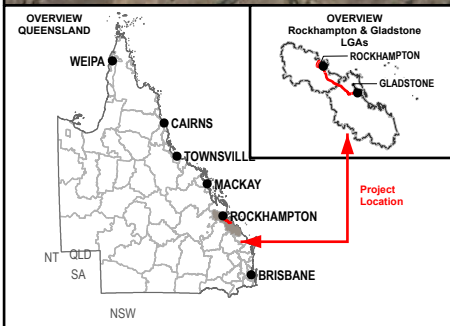 OVERVIEW
QUEENSLAND
WEIPA
CAIRNS
TOWNSVILLE
MACKAY
ROCKHAMPTON
BRISBANE
NT
QLD
SA
NSW
OVERVIEW
Rockhampton & Gladstone
LGAs
ROCKHAMPTON
GLADSTONE
Project
Location